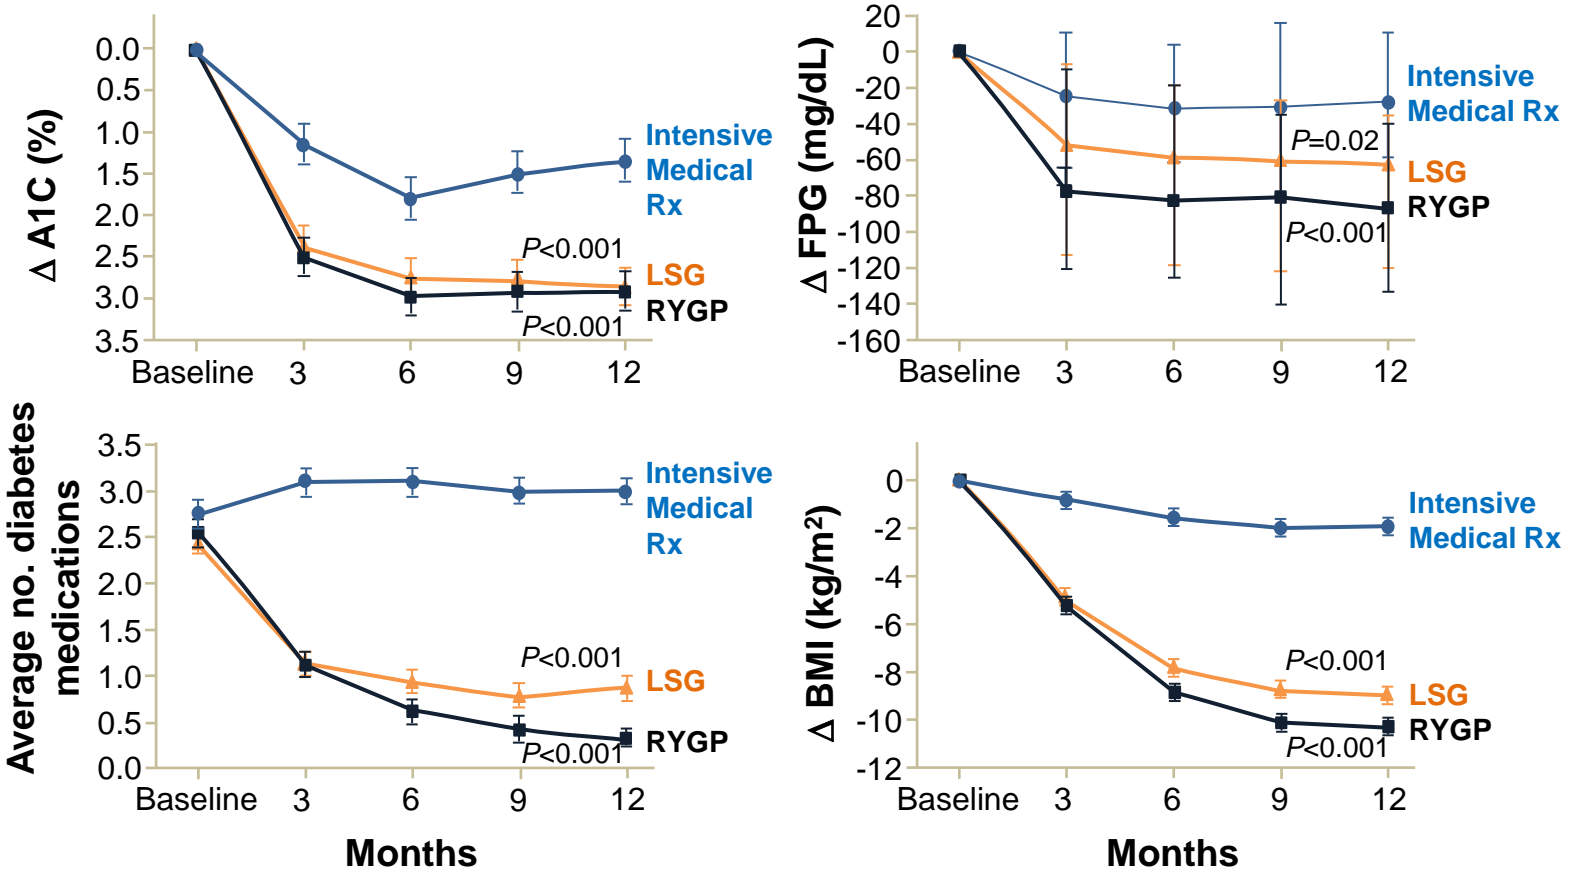 Δ A1C (%)
0.0
0.5
1.0
1.5
2.0
2.5
3.0
3.5
Baseline 3 6 9 12
Intensive
Medical
Rx
P<0.001
LSG
RYGP
P<0.001
Δ FPG (mg/dL)
20
0
-20
-40
-60
-80
-100
-120
-140
-160
Baseline 3 6 9 12
Intensive
Medical Rx
P=0.02
LSG
RYGP
P<0.001
Average no. diabetes
medications
3.5
3.0
2.5
2.0
1.5
1.0
0.5
0.0
Baseline 3 6 9 12
Months
Intensive
Medical
Rx
P<0.001
LSG
RYGP
P<0.001
Δ BMI (kg/m²)
0
-2
-4
-6
-8
-10
-12
Baseline 3 6 9 12
Months
Intensive
Medical Rx
P<0.001
LSG
RYGP
P<0.001